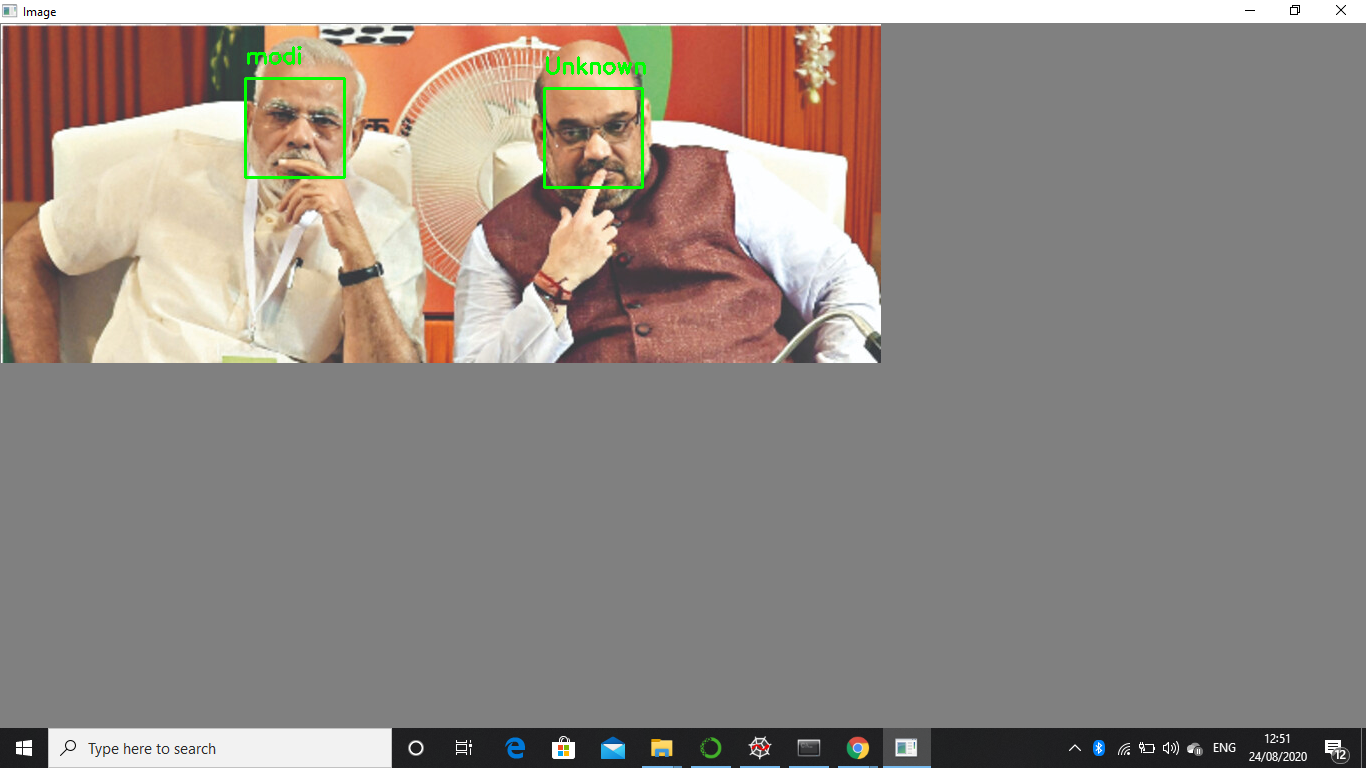 Image
modi
Unknown
Type here to search
ENG
12:51
24/08/2020
12